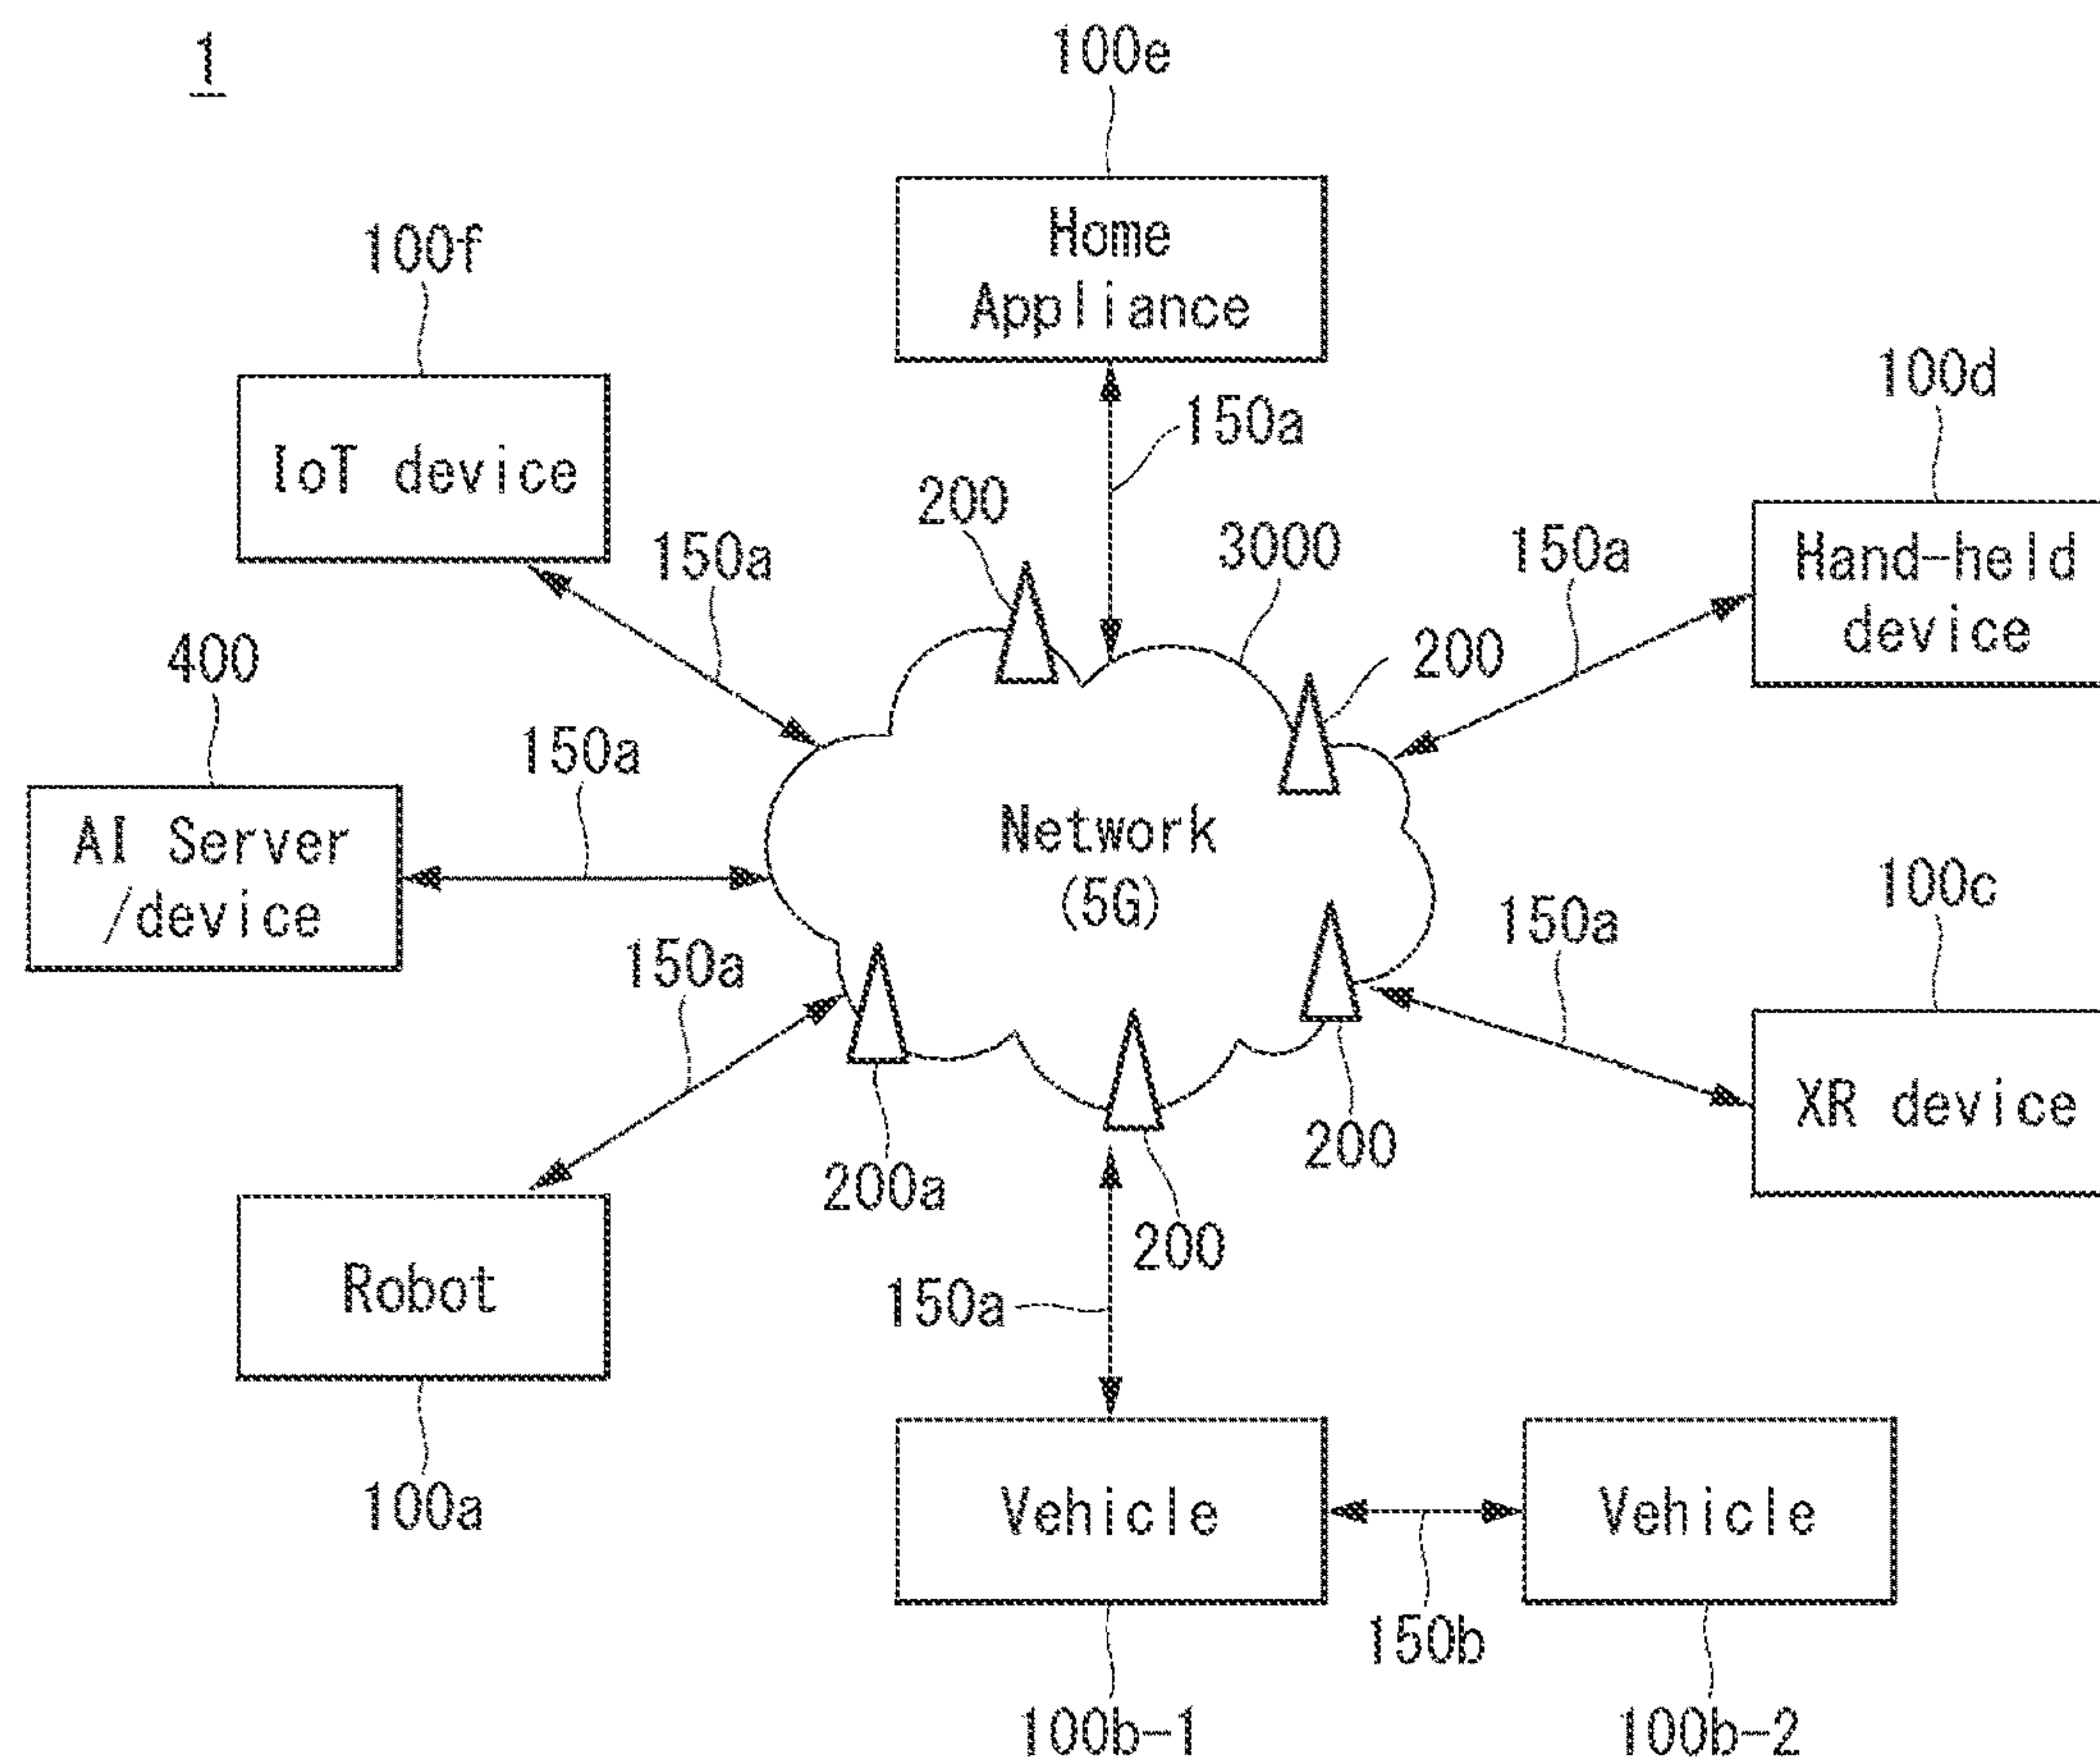 1
100e
Home
Appliance
100f
IoT device
150a
100d
Hand-held
device
200
3000
150a
150a
200
400
AI Server
/device
150a
Network
(5G)
100c
XR device
150a
150a
200a
200
200
Robot
100a
150a
Vehicle
Vehicle
150b
100b-1
100b-2